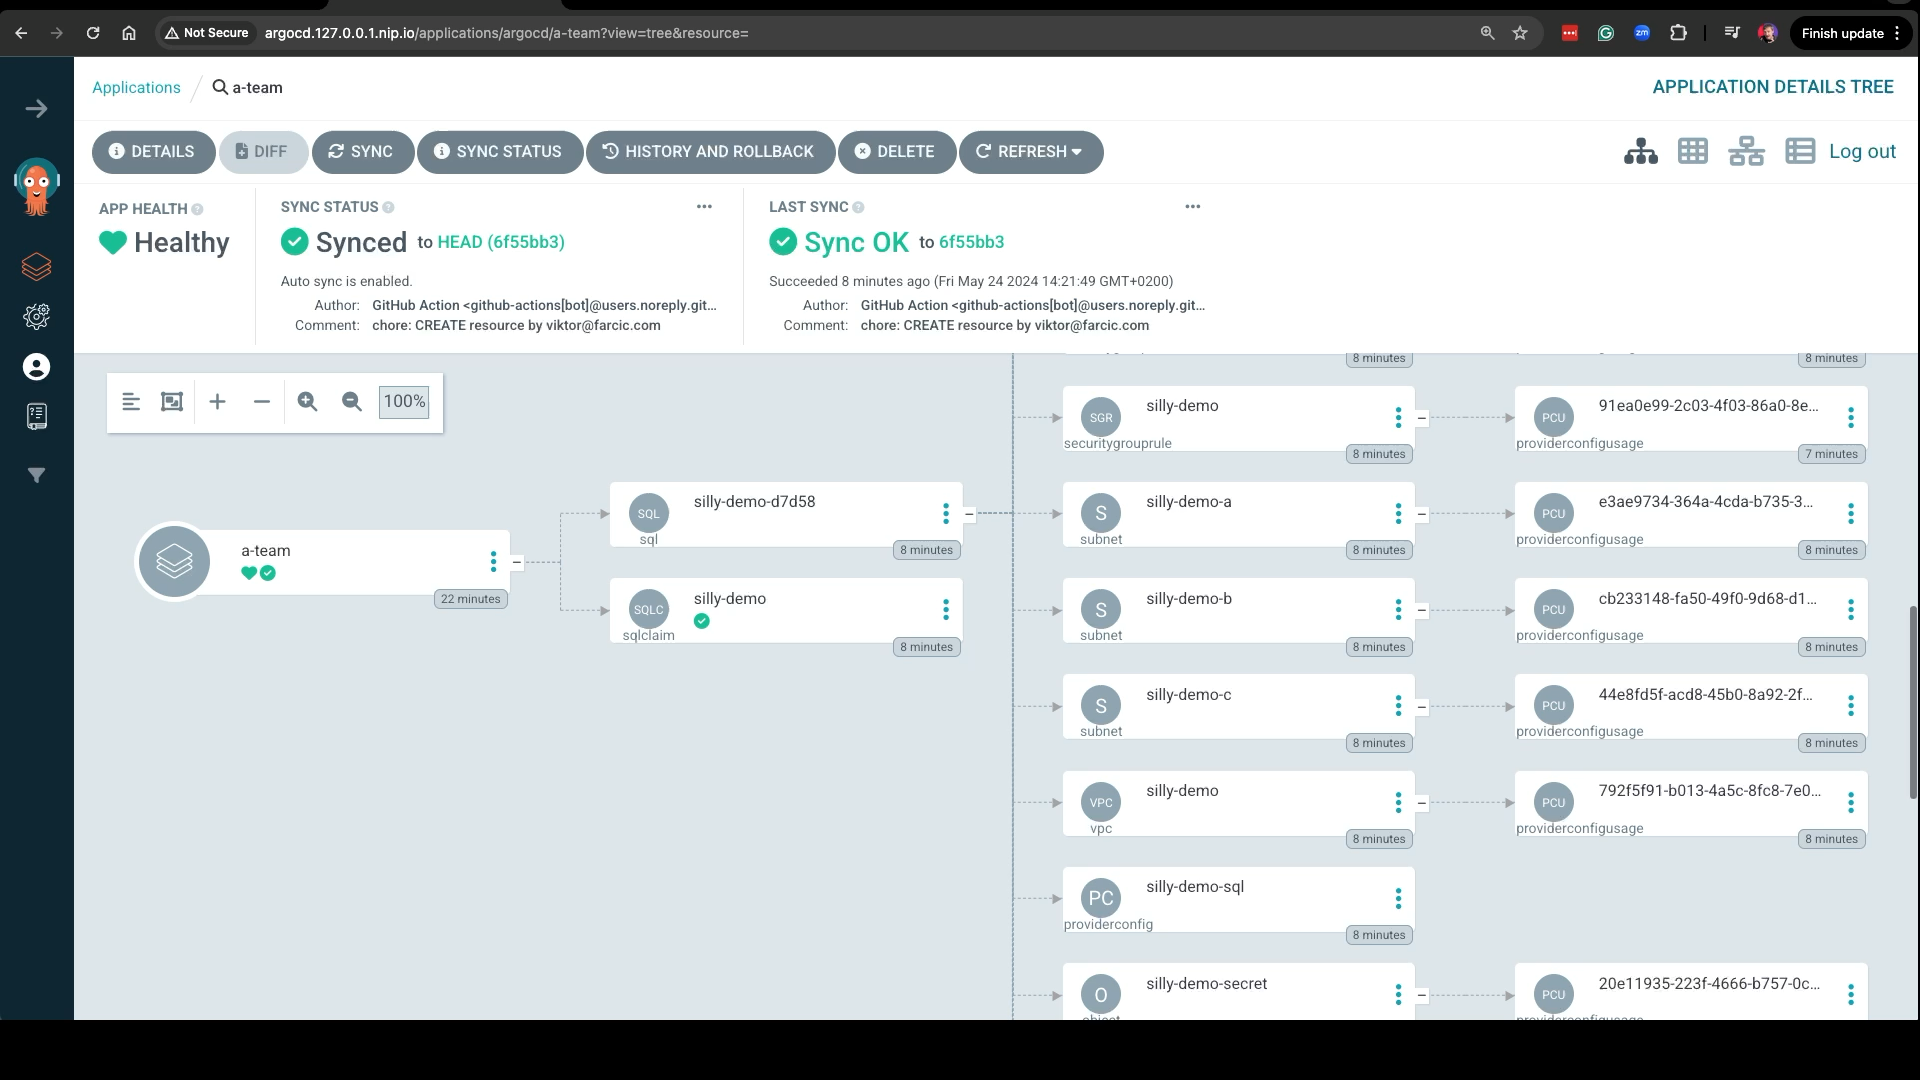 Not Secure
argocd.127.0.0.1.nip.io/applications/argocd/a-team?view=tree&resource=
zm
Finish update
Applications
a-team
APPLICATION DETAILS TREE
DETAILS
DIFF
SYNC
SYNC STATUS
HISTORY AND ROLLBACK
DELETE
REFRESH
Log out
APP HEALTH
Healthy
SYNC STATUS
Synced to HEAD (6f55bb3)
Auto sync is enabled.
Author: GitHub Action <github-actions[bot]@users.noreply.git...
Comment: chore: CREATE resource by viktor@farcic.com
LAST SYNC
Sync OK to 6f55bb3
Succeeded 8 minutes ago (Fri May 24 2024 14:21:49 GMT+0200)
Author: GitHub Action <github-actions[bot]@users.noreply.git...
Comment: chore: CREATE resource by viktor@farcic.com
100%
a-team
22 minutes
SQL
sql
silly-demo-d7d58
8 minutes
SQLC
sqlclaim
silly-demo
8 minutes
8 minutes
8 minutes
SGR
securitygrouprule
silly-demo
8 minutes
PCU
providerconfigusage
91ea0e99-2c03-4f03-86a0-8e...
7 minutes
S
subnet
silly-demo-a
8 minutes
PCU
providerconfigusage
e3ae9734-364a-4cda-b735-3...
8 minutes
S
subnet
silly-demo-b
8 minutes
PCU
providerconfigusage
cb233148-fa50-49f0-9d68-d1...
8 minutes
S
subnet
silly-demo-c
8 minutes
PCU
providerconfigusage
44e8fd5f-acd8-45b0-8a92-2f...
8 minutes
VPC
vpc
silly-demo
8 minutes
PCU
providerconfigusage
792f5f91-b013-4a5c-8fc8-7e0...
8 minutes
PC
providerconfig
silly-demo-sql
8 minutes
O
silly-demo-secret
PCU
20e11935-223f-4666-b757-0c...